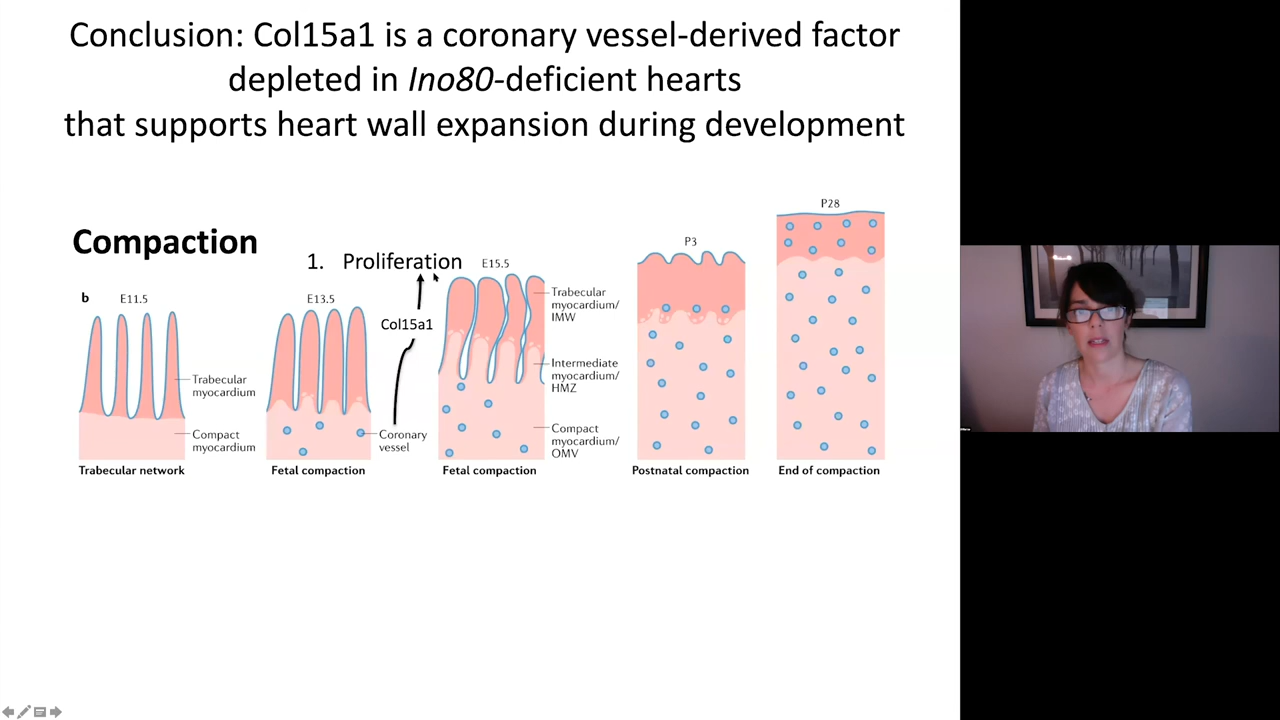 Conclusion: Col15a1 is a coronary vessel-derived factor
depleted in Ino80-deficient hearts
that supports heart wall expansion during development
Compaction
1. Proliferation
b
E11.5
E13.5
E15.5
P3
P28
Col15a1
Trabecular
myocardium
Compact
myocardium
Coronary
vessel
Trabecular
myocardium/
IMW
Intermediate
myocardium/
HMZ
Compact
myocardium/
OMV
Trabecular network
Fetal compaction
Fetal compaction
Postnatal compaction
End of compaction